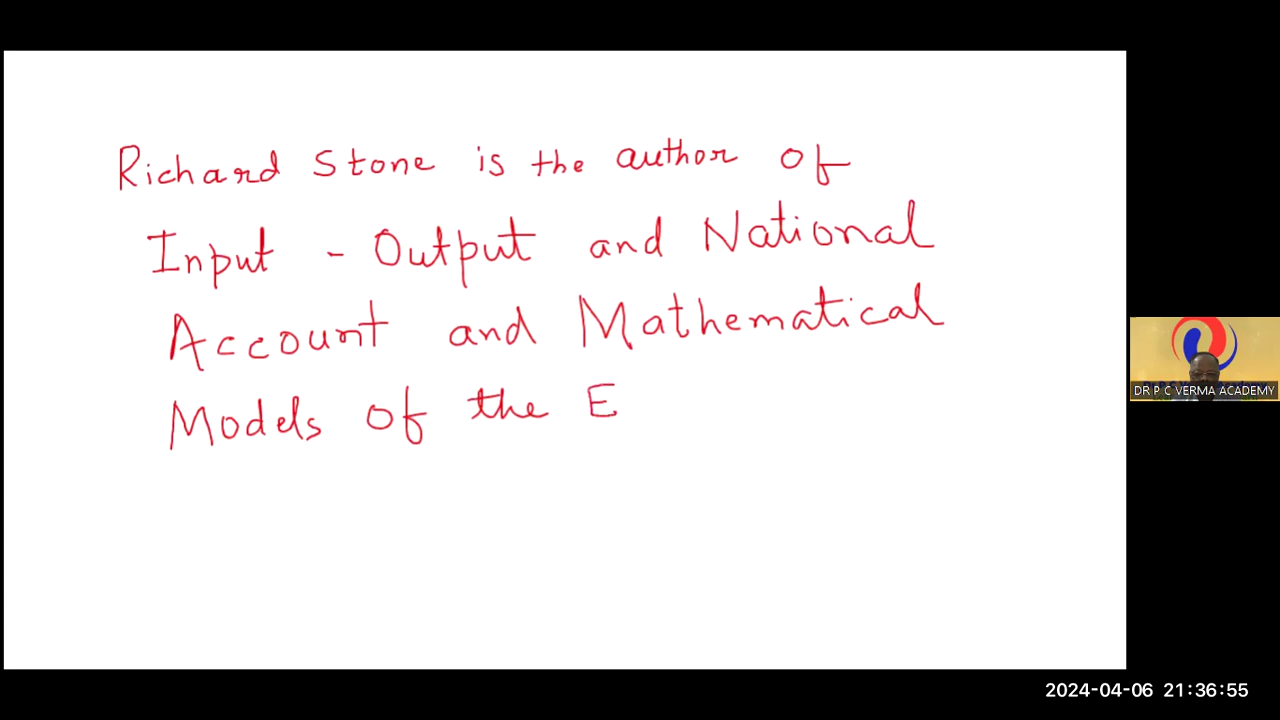 Richard Stone is the author of
Input - Output and National
Account and Mathematical
Models of the E
DR P C VERMA ACADEMY
2024-04-06 21:36:55